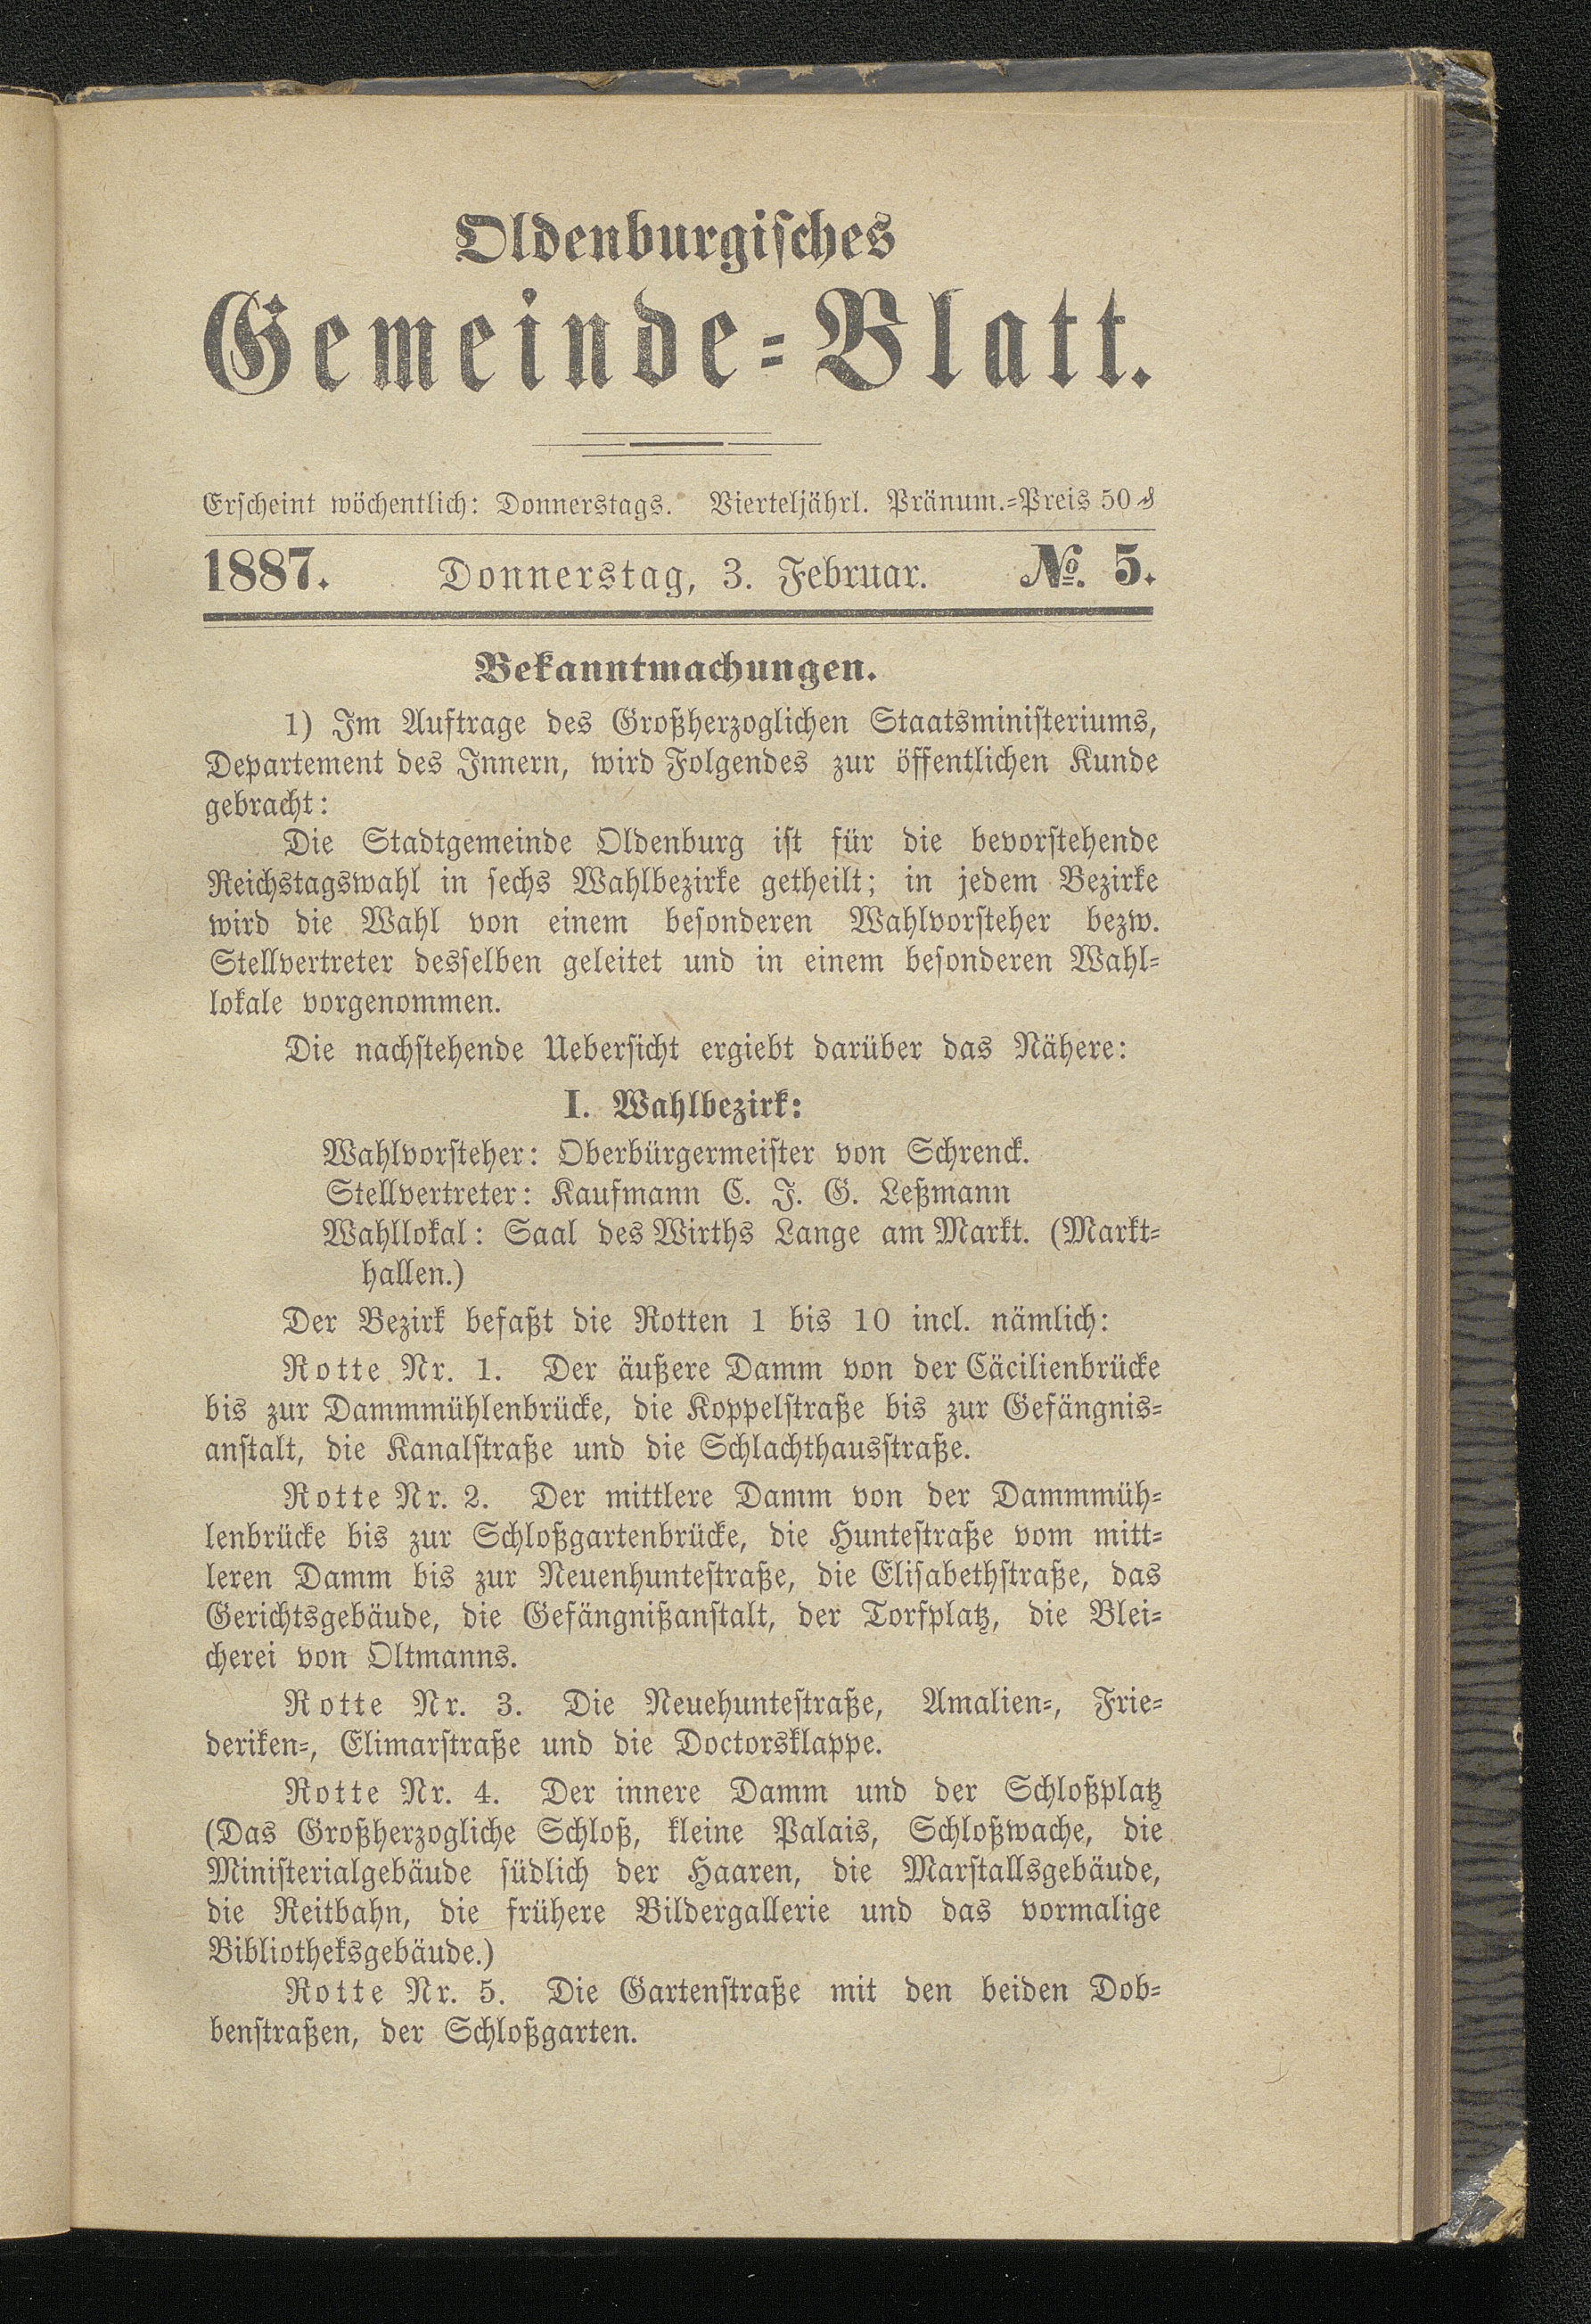 Oldenburgisches
Gemeinde-Blatt.
Erscheint wöchentlich: Donnerstags. Vierteljährl. Pränum.-Preis 50 ₰
1887. Donnerstag, 3. Februar. №. 5.
Bekanntmachungen.
1) Im Auftrage des Großherzoglichen Staatsministeriums,
Departement des Innern, wird Folgendes zur öffentlichen Kunde
gebracht:
Die Stadtgemeinde Oldenburg ist für die bevorstehende
Reichstagswahl in sechs Wahlbezirke getheilt; in jedem Bezirke
wird die Wahl von einem besonderen Wahlvorsteher bezw.
Stellvertreter desselben geleitet und in einem besonderen Wahl-
lokale vorgenommen.
Die nachstehende Uebersicht ergiebt darüber das Nähere:
I. Wahlbezirk:
Wahlvorsteher: Oberbürgermeister von Schrenck.
Stellvertreter: Kaufmann C. J. G. Leßmann
Wahllokal: Saal des Wirths Lange am Markt. (Markt-
hallen.)
Der Bezirk befaßt die Rotten 1 bis 10 incl. nämlich:
Rotte Nr. 1. Der äußere Damm von der Cäcilienbrücke
bis zur Dammmühlenbrücke, die Koppelstraße bis zur Gefängnis-
anstalt, die Kanalstraße und die Schlachthausstraße.
Rotte Nr. 2. Der mittlere Damm von der Dammmüh-
lenbrücke bis zur Schloßgartenbrücke, die Huntestraße vom mitt-
leren Damm bis zur Neuenhuntestraße, die Elisabethstraße, das
Gerichtsgebäude, die Gefängnißanstalt, der Torfplatz, die Blei-
cherei von Oltmanns.
Rotte Nr. 3. Die Neuehuntestraße, Amalien-, Frie-
deriken-, Elimarstraße und die Doctorsklappe.
Rotte Nr. 4. Der innere Damm und der Schloßplatz
(Das Großherzogliche Schloß, kleine Palais, Schloßwache, die
Ministerialgebäude südlich der Haaren, die Marstallsgebäude,
die Reitbahn, die frühere Bildergallerie und das vormalige
Bibliotheksgebäude.)
Rotte Nr. 5. Die Gartenstraße mit den beiden Dob-
benstraßen, der Schloßgarten.